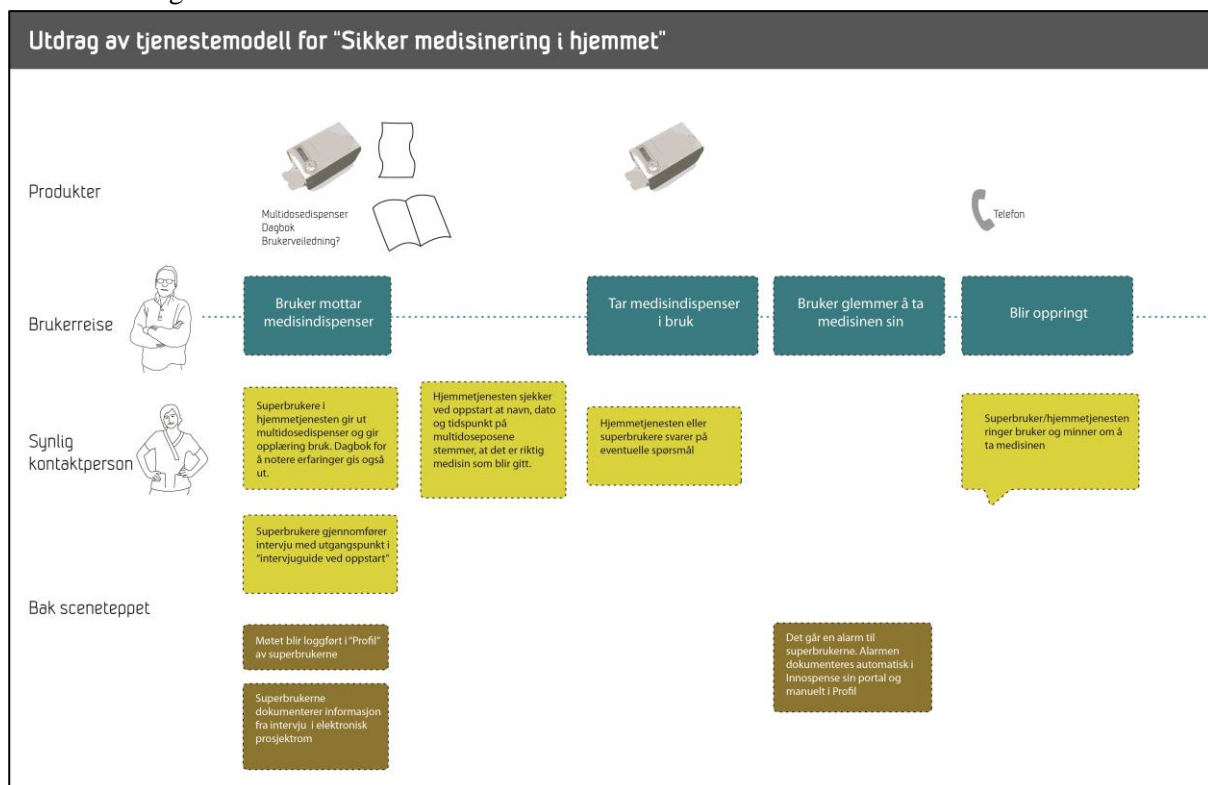 Utdrag av tjenestemodell for "Sikker medisinering i hjemmet"
Produkter
Multidosedispenser
Dagbok
Brukerveiledning?
Telefon
Brukerreise
Bruker mottar
medisindispenser
Tar medisindispenser
i bruk
Bruker glemmer å ta
medisinen sin
Blir oppringt
Synlig
kontaktperson
Superbrukere i
hjemmetjenesten gir ut
multidosedispenser og gir
opplæring bruk. Dagbok for
å notere erfaringer gis også
ut.
Hjemmetjenesten sjekker
ved oppstart at navn, dato
og tidspunkt på
multidoseposene
stemmer, at det er riktig
medisin som blir gitt.
Hjemmetjenesten eller
superbrukere svarer på
eventuelle spørsmål
Superbruker/hjemmetjenesten
ringer bruker og minner om å
ta medisinen
Superbrukere gjennomfører
intervju med utgangspunkt i
"intervjuguide ved oppstart"
Bak sceneteppet
Møtet blir loggført i "Profil"
av superbrukerne
Superbrukerne
dokumenterer informasjon
fra intervju i elektronisk
prosjektrom
Det går en alarm til
superbrukerne. Alarmen
dokumenteres automatisk i
Innospense sin portal og
manuelt i Profil